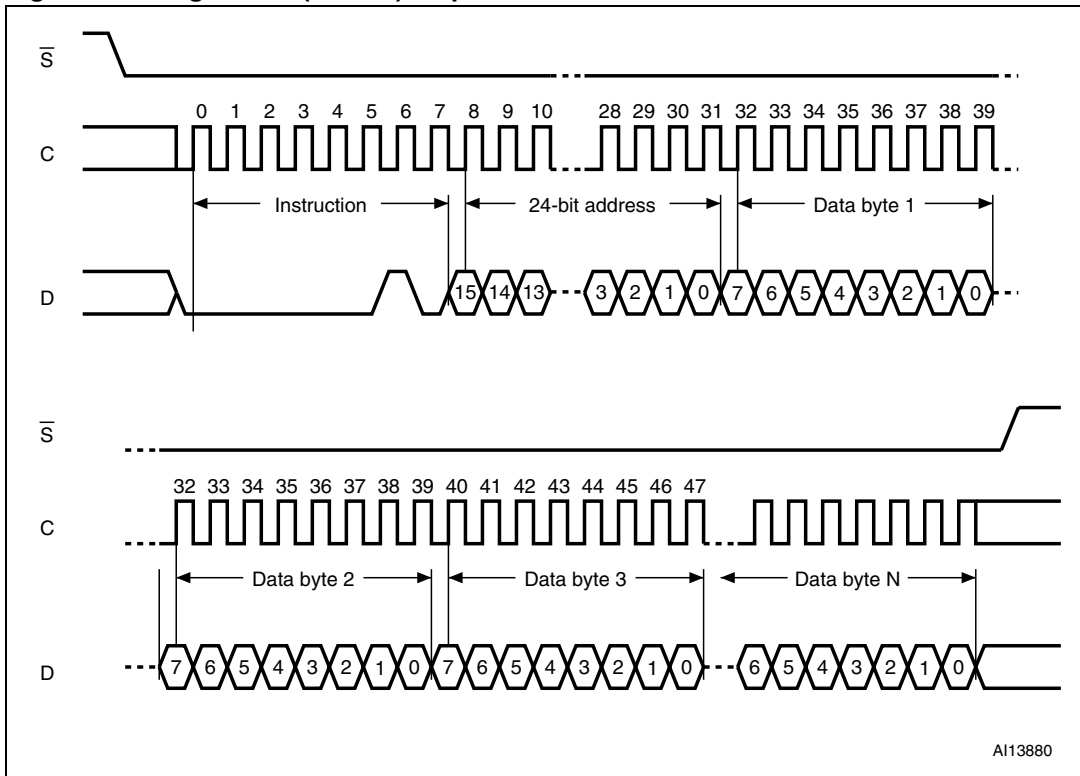 S
0 1 2 3 4 5 6 7 8 9 10 28 29 30 31 32 33 34 35 36 37 38 39
C
Instruction 24-bit address Data byte 1
D 15 14 13 3 2 1 0 7 6 5 4 3 2 1 0
S
32 33 34 35 36 37 38 39 40 41 42 43 44 45 46 47
C
Data byte 2 Data byte 3 Data byte N
D 7 6 5 4 3 2 1 0 7 6 5 4 3 2 1 0 6 5 4 3 2 1 0
AI13880